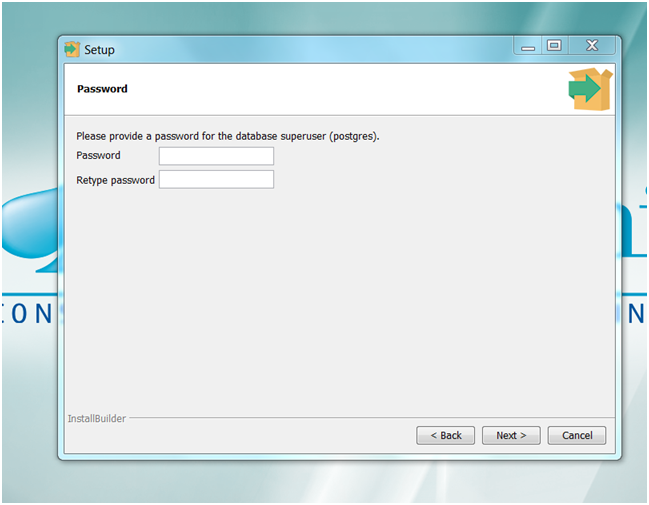 Setup
Password
Please provide a password for the database superuser (postgres).
Password
Retype password
InstallBuilder
< Back
Next >
Cancel